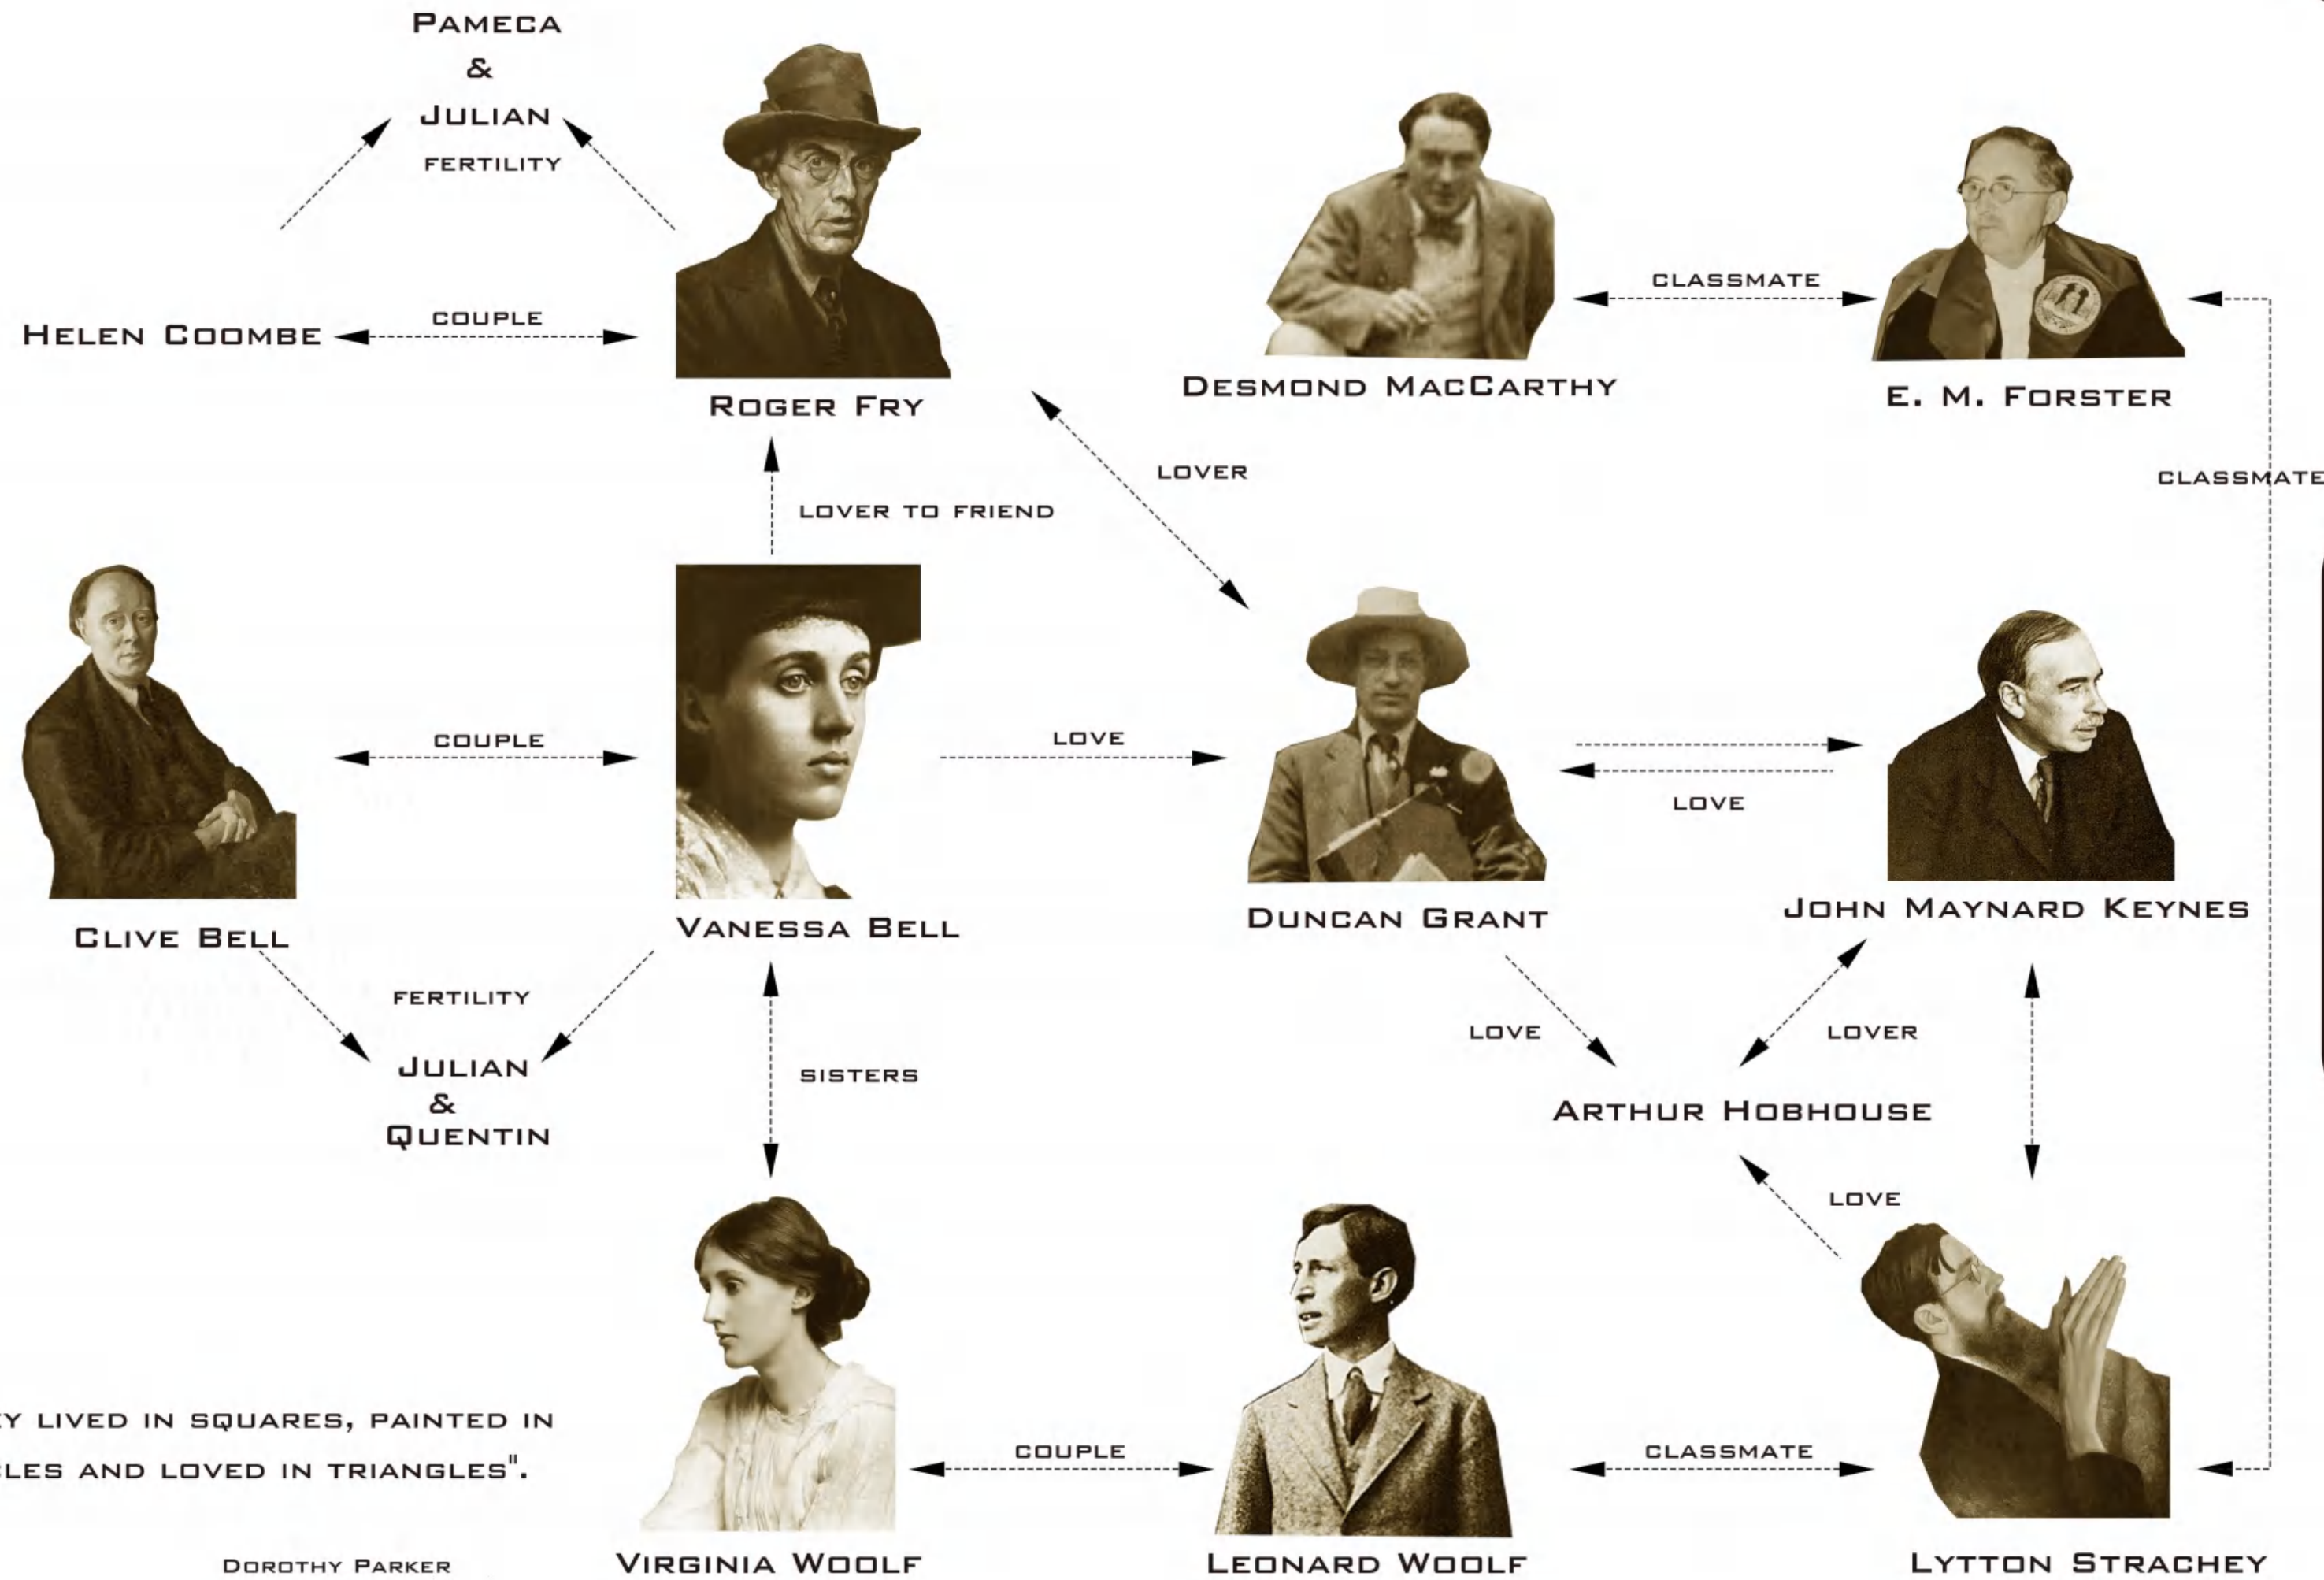 PAMECA
&
JULIAN
FERTILITY
HELEN COOMBE
COUPLE
ROGER FRY
DESMOND MACCARTHY
CLASSMATE
E. M. FORSTER
LOVER
CLASSMATE
LOVER TO FRIEND
COUPLE
LOVE
LOVE
CLIVE BELL
VANESSA BELL
DUNCAN GRANT
JOHN MAYNARD KEYNES
FERTILITY
JULIAN
&
QUENTIN
SISTERS
LOVE
LOVER
ARTHUR HOBHOUSE
LOVE
LIVED IN SQUARES, PAINTED IN
AND LOVED IN TRIANGLES".
COUPLE
CLASSMATE
DOROTHY PARKER
VIRGINIA WOOLF
LEONARD WOOLF
LYTTON STRACHEY